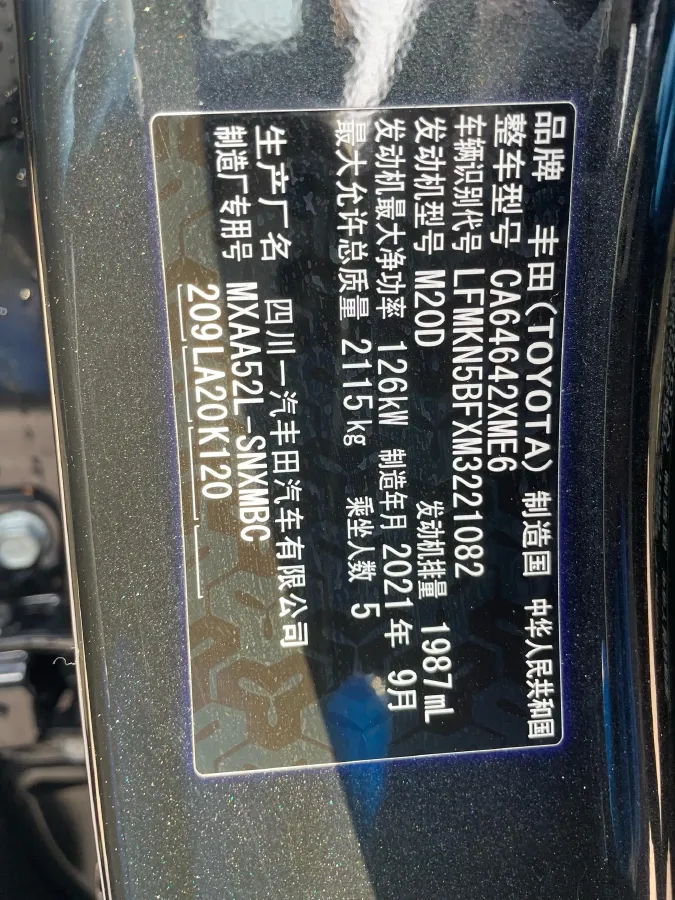 品牌 丰田(TOYOTA) 制造国 中华人民共和国
整车型号 CA64642XME6
车辆识别代号 LFMKN5BFXM3221082
发动机型号 M20D 发动机排量 1987mL
发动机最大净功率 126kW 制造年月 2021年 9月
最大允许总质量 2115kg 乘坐人数 5
生产厂名 四川一汽丰田汽车有限公司
制造厂专用号 MXAA52L-SNXMBC
209LA20K120